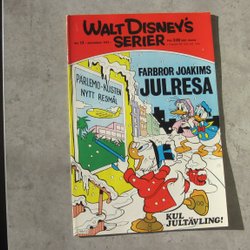 WALT DISNEY'S
SERIER
FARBROR JOAKIMS
JULRESA
PARLEMO-KUSTEN
NYTT RESMÅL
KUL
JULTÄVLING!